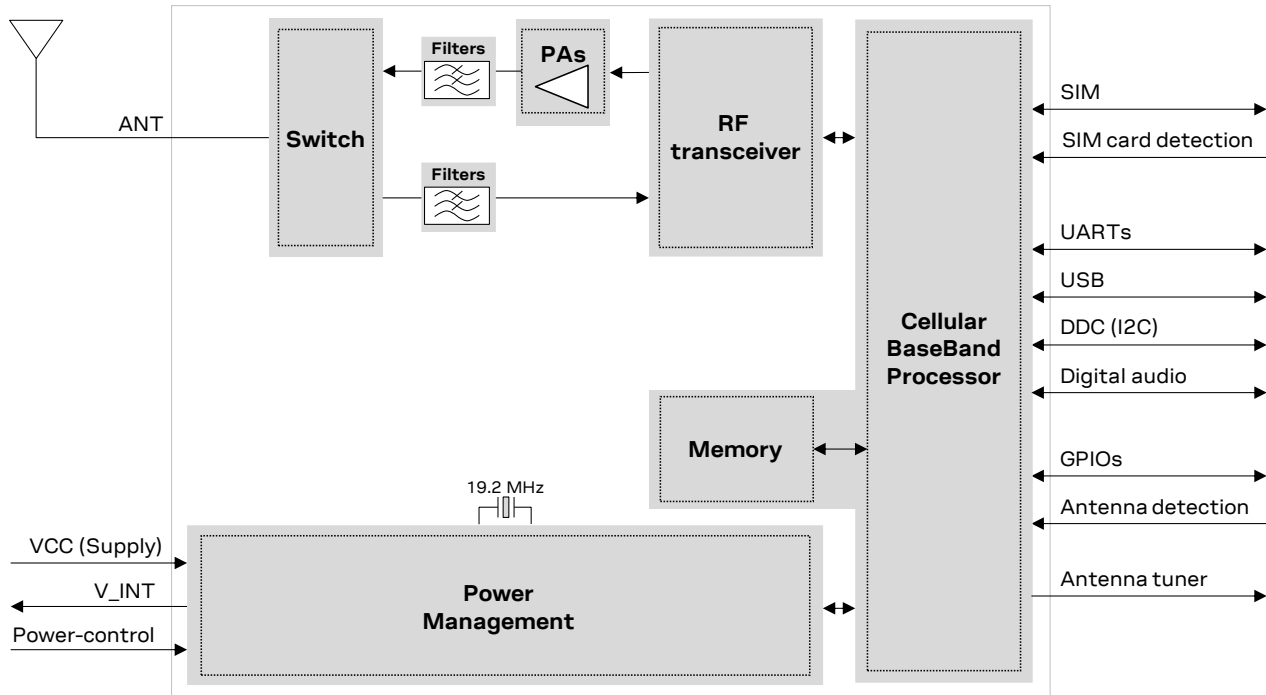 ANT
Switch
Filters
PAs
Filters
RF
transceiver
Cellular
BaseBand
Processor
Memory
19.2 MHz
Power
Management
VCC (Supply)
V_INT
Power-control
SIM
SIM card detection
UARTs
USB
DDC (I2C)
Digital audio
GPIOs
Antenna detection
Antenna tuner